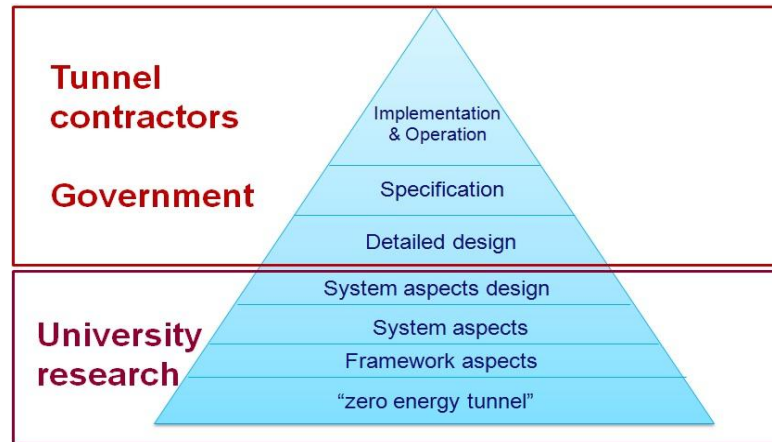 Tunnel
contractors
Government
Implementation
& Operation
Specification
Detailed design
University
research
System aspects design
System aspects
Framework aspects
“zero energy tunnel”